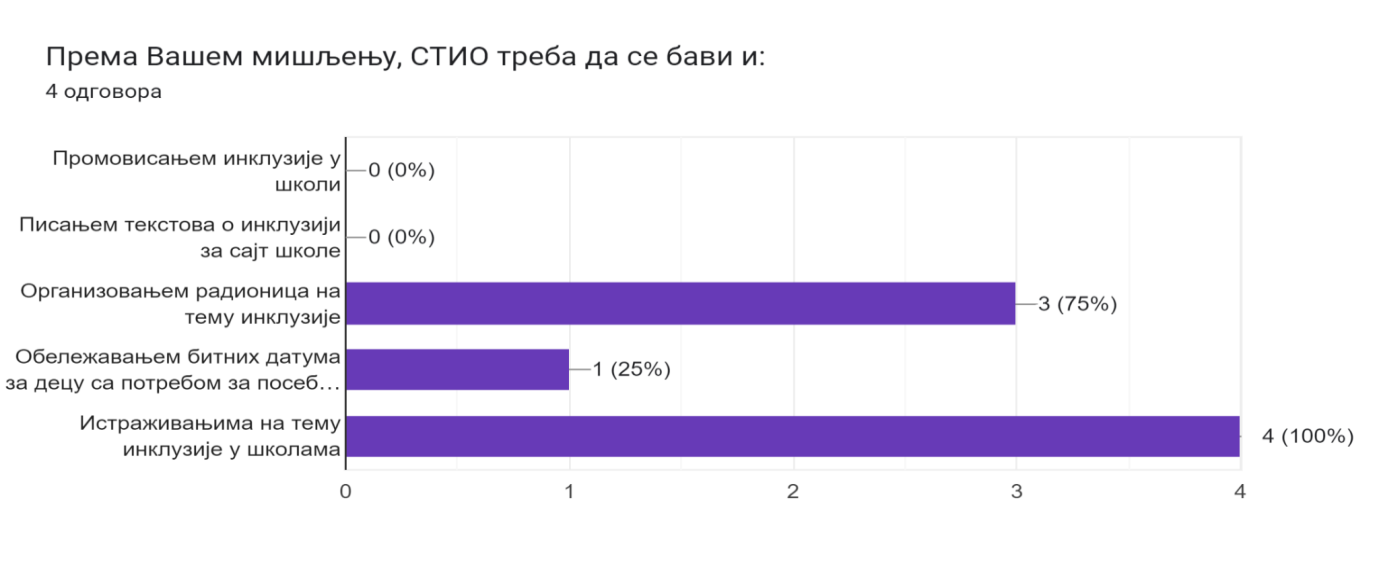 Према Вашем мишљењу, СТИО треба да се бави и:
4 одговора
Промовисањем инклузије у
школи
0 (0%)
Писањем текстова о инклузији
за сајт школе
0 (0%)
Организовањем радионица на
тему инклузије
3 (75%)
Обележавањем битних датума
за децу са потребом за посеб…
1 (25%)
Истраживањима на тему
инклузије у школама
4 (100%)
0 1 2 3 4